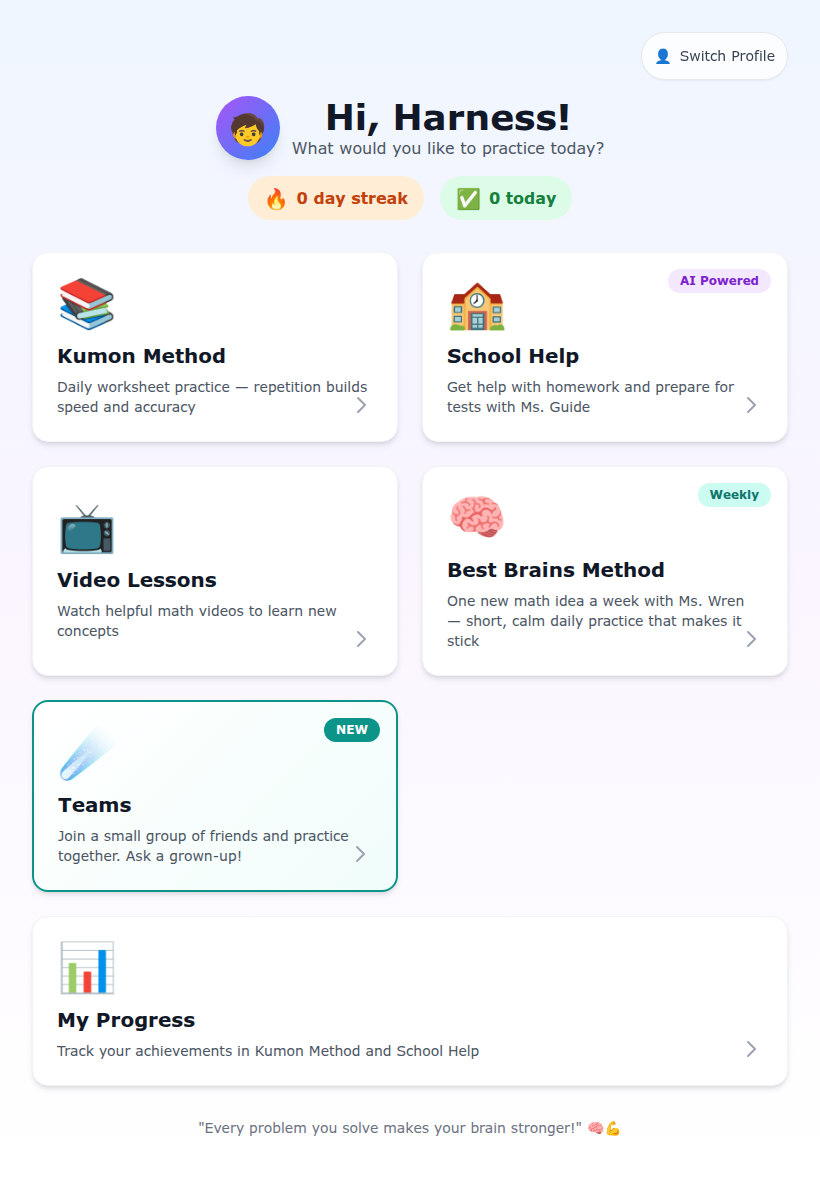 Switch Profile
Hi, Harness!
What would you like to practice today?
0 day streak
0 today
Kumon Method
Daily worksheet practice — repetition builds
speed and accuracy
AI Powered
School Help
Get help with homework and prepare for
tests with Ms. Guide
Video Lessons
Watch helpful math videos to learn new
concepts
Weekly
Best Brains Method
One new math idea a week with Ms. Wren
— short, calm daily practice that makes it
stick
NEW
Teams
Join a small group of friends and practice
together. Ask a grown-up!
My Progress
Track your achievements in Kumon Method and School Help
"Every problem you solve makes your brain stronger!" 🧠💪